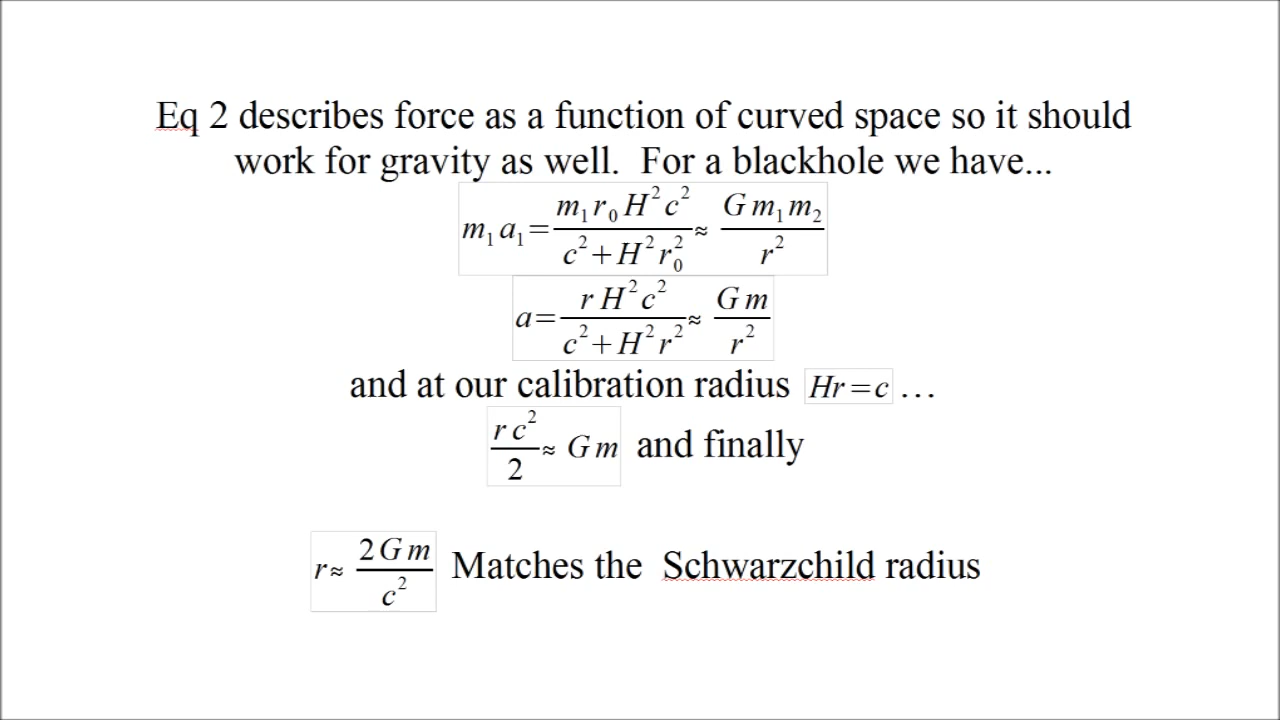 Eq 2 describes force as a function of curved space so it should
work for gravity as well. For a blackhole we have...
m₁a₁ = (m₁r₀H²c²)/(c²+H²r₀²) ≈ (Gm₁m₂)/r²
a = (rH²c²)/(c²+H²r²) ≈ (Gm)/r²
and at our calibration radius Hr=c ...
(rc²)/2 ≈ Gm and finally
r≈ (2Gm)/c² Matches the Schwarzchild radius